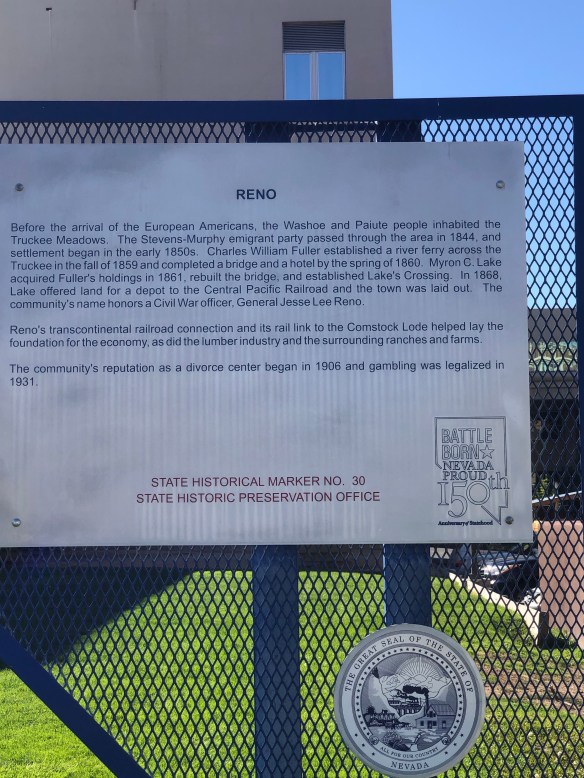 RENO
Before the arrival of the European Americans, the Washoe and Paiute people inhabited the
Truckee Meadows. The Stevens-Murphy emigrant party passed through the area in 1844, and
settlement began in the early 1850s. Charles William Fuller established a river ferry across the
Truckee in the fall of 1859 and completed a bridge and a hotel by the spring of 1860. Myron C. Lake
acquired Fuller's holdings in 1861, rebuilt the bridge, and established Lake's Crossing. In 1868,
Lake offered land for a depot to the Central Pacific Railroad and the town was laid out. The
community's name honors a Civil War officer, General Jesse Lee Reno.
Reno's transcontinental railroad connection and its rail link to the Comstock Lode helped lay the
foundation for the economy, as did the lumber industry and the surrounding ranches and farms.
The community's reputation as a divorce center began in 1906 and gambling was legalized in
1931.
STATE HISTORICAL MARKER NO. 30
STATE HISTORIC PRESERVATION OFFICE
BATTLE
BORN
NEVADA
PROUD
150th
Anniversary of Statehood
THE GREAT SEAL OF THE STATE OF
ALL FOR OUR COUNTRY
NEVADA